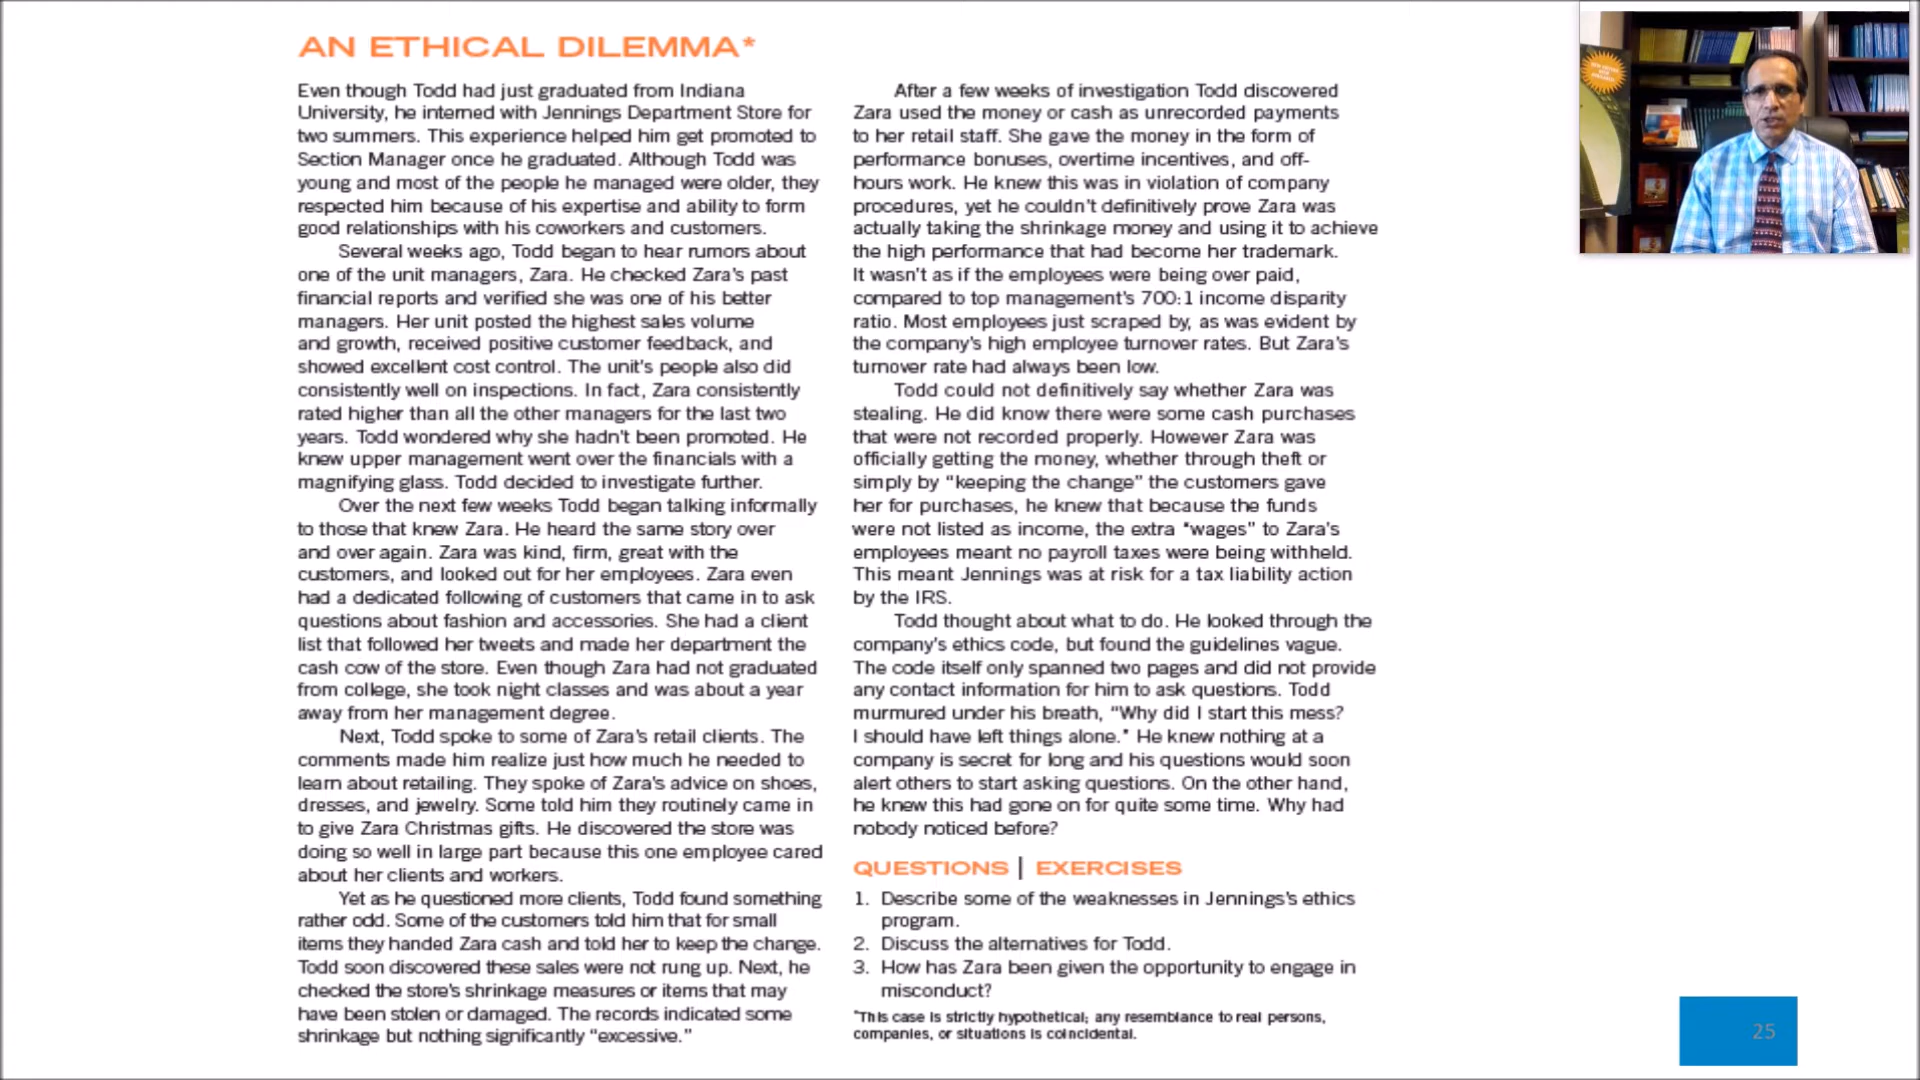 AN ETHICAL DILEMMA*
Even though Todd had just graduated from Indiana
University, he interned with Jennings Department Store for
two summers. This experience helped him get promoted to
Section Manager once he graduated. Although Todd was
young and most of the people he managed were older, they
respected him because of his expertise and ability to form
good relationships with his coworkers and customers.
Several weeks ago, Todd began to hear rumors about
one of the unit managers, Zara. He checked Zara's past
financial reports and verified she was one of his better
managers. Her unit posted the highest sales volume
and growth, received positive customer feedback, and
showed excellent cost control. The unit's people also did
consistently well on inspections. In fact, Zara consistently
rated higher than all the other managers for the last two
years. Todd wondered why she hadn't been promoted. He
knew upper management went over the financials with a
magnifying glass. Todd decided to investigate further.
Over the next few weeks Todd began talking informally
to those that knew Zara. He heard the same story over
and over again. Zara was kind, firm, great with the
customers, and looked out for her employees. Zara even
had a dedicated following of customers that came in to ask
questions about fashion and accessories. She had a client
list that followed her tweets and made her department the
cash cow of the store. Even though Zara had not graduated
from college, she took night classes and was about a year
away from her management degree.
Next, Todd spoke to some of Zara's retail clients. The
comments made him realize just how much he needed to
learn about retailing. They spoke of Zara's advice on shoes,
dresses, and jewelry. Some told him they routinely came in
to give Zara Christmas gifts. He discovered the store was
doing so well in large part because this one employee cared
about her clients and workers.
Yet as he questioned more clients, Todd found something
rather odd. Some of the customers told him that for small
items they handed Zara cash and told her to keep the change.
Todd soon discovered these sales were not rung up. Next, he
checked the store's shrinkage measures or items that may
have been stolen or damaged. The records indicated some
shrinkage but nothing significantly "excessive."
After a few weeks of investigation Todd discovered
Zara used the money or cash as unrecorded payments
to her retail staff. She gave the money in the form of
performance bonuses, overtime incentives, and off-
hours work. He knew this was in violation of company
procedures, yet he couldn't definitively prove Zara was
actually taking the shrinkage money and using it to achieve
the high performance that had become her trademark.
It wasn't as if the employees were being over paid,
compared to top management's 700:1 income disparity
ratio. Most employees just scraped by, as was evident by
the company's high employee turnover rates. But Zara's
turnover rate had always been low.
Todd could not definitively say whether Zara was
stealing. He did know there were some cash purchases
that were not recorded properly. However Zara was
officially getting the money, whether through theft or
simply by "keeping the change" the customers gave
her for purchases, he knew that because the funds
were not listed as income, the extra "wages" to Zara's
employees meant no payroll taxes were being withheld.
This meant Jennings was at risk for a tax liability action
by the IRS.
Todd thought about what to do. He looked through the
company's ethics code, but found the guidelines vague.
The code itself only spanned two pages and did not provide
any contact information for him to ask questions. Todd
murmured under his breath, "Why did I start this mess?
I should have left things alone." He knew nothing at a
company is secret for long and his questions would soon
alert others to start asking questions. On the other hand,
he knew this had gone on for quite some time. Why had
nobody noticed before?
QUESTIONS | EXERCISES
1. Describe some of the weaknesses in Jennings's ethics
program.
2. Discuss the alternatives for Todd.
3. How has Zara been given the opportunity to engage in
misconduct?
*This case is strictly hypothetical; any resemblance to real persons,
companies, or situations is coincidental.
25